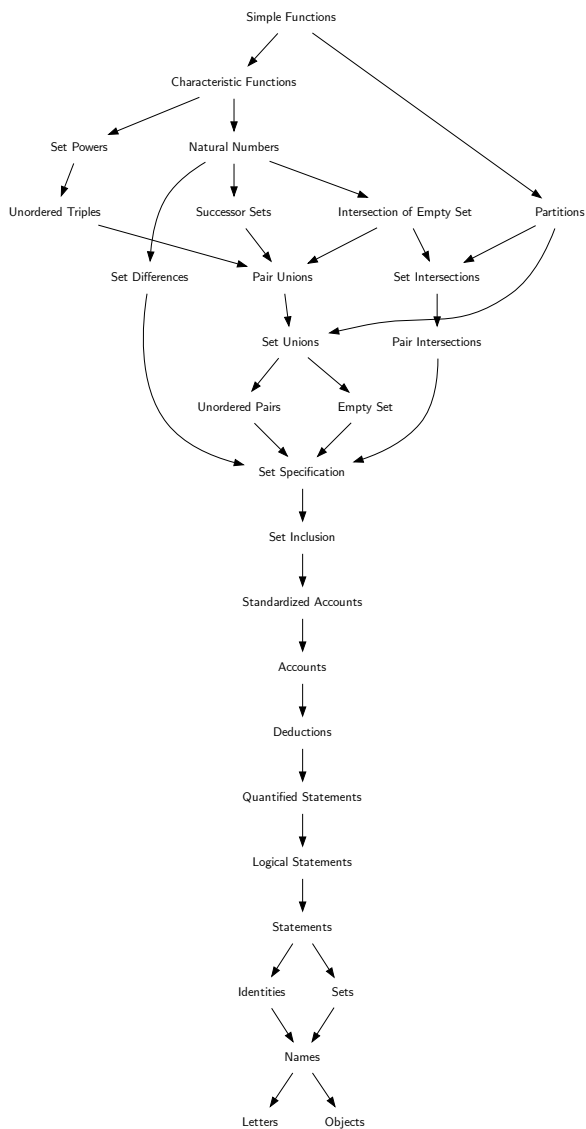 Simple Functions
Characteristic Functions
Set Powers
Natural Numbers
Unordered Triples
Successor Sets
Intersection of Empty Set
Partitions
Set Differences
Pair Unions
Set Intersections
Set Unions
Pair Intersections
Unordered Pairs
Empty Set
Set Specification
Set Inclusion
Standardized Accounts
Accounts
Deductions
Quantified Statements
Logical Statements
Statements
Identities
Sets
Names
Letters
Objects